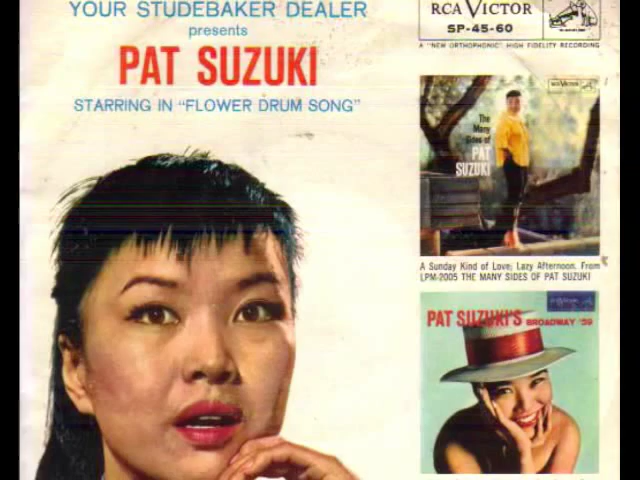 YOUR STUDEBAKER DEALER
presents
PAT SUZUKI
STARRING IN "FLOWER DRUM SONG"
RCA VICTOR
SP-45-60
A "NEW ORTHOPHONIC" HIGH FIDELITY RECORDING
The
Many
Sides of
PAT
SUZUKI
A Sunday Kind of Love; Lazy Afternoon. From
LPM-2005 THE MANY SIDES OF PAT SUZUKI
PAT SUZUKI'S BROADWAY '59